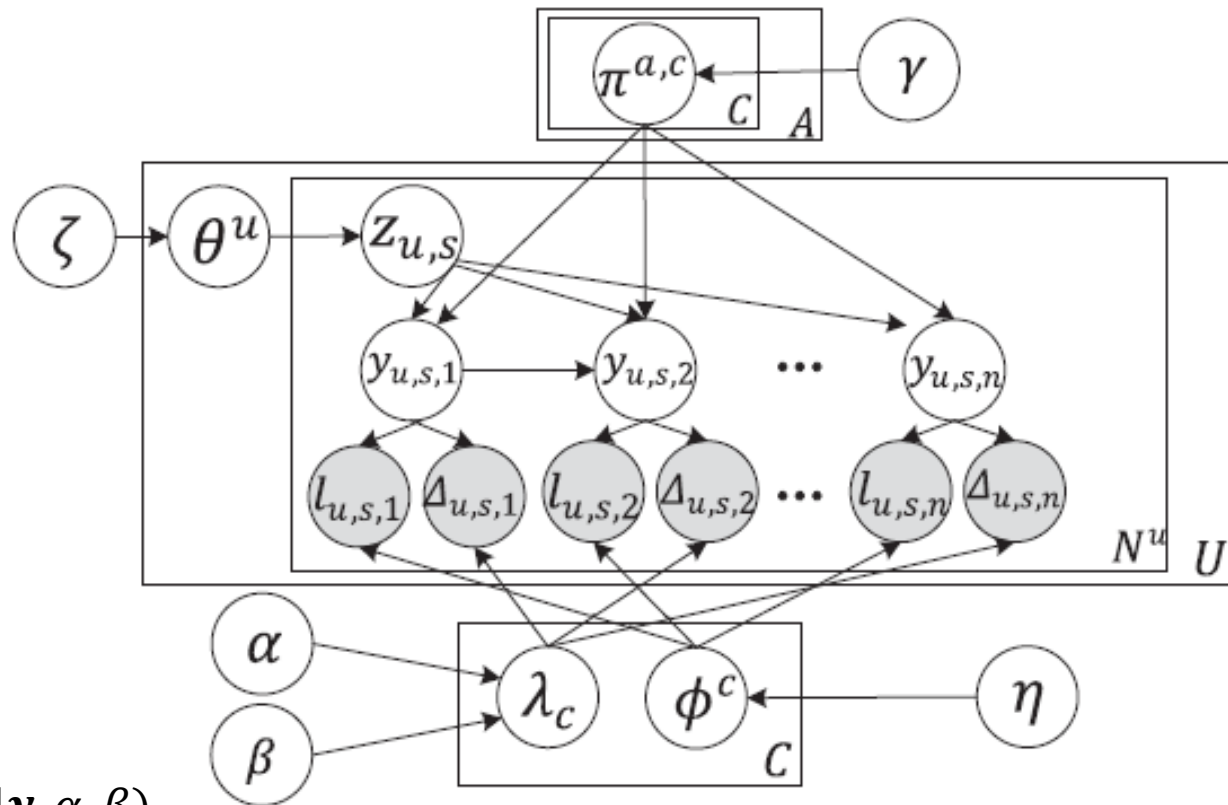 π^{a,c}
γ
C
A
ζ
θ^u
z_{u,s}
y_{u,s,1}
y_{u,s,2}
...
y_{u,s,n}
l_{u,s,1}
Δ_{u,s,1}
l_{u,s,2}
Δ_{u,s,2}
...
l_{u,s,n}
Δ_{u,s,n}
N^u
U
α
λ_c
ϕ^c
η
β
C
α, β)